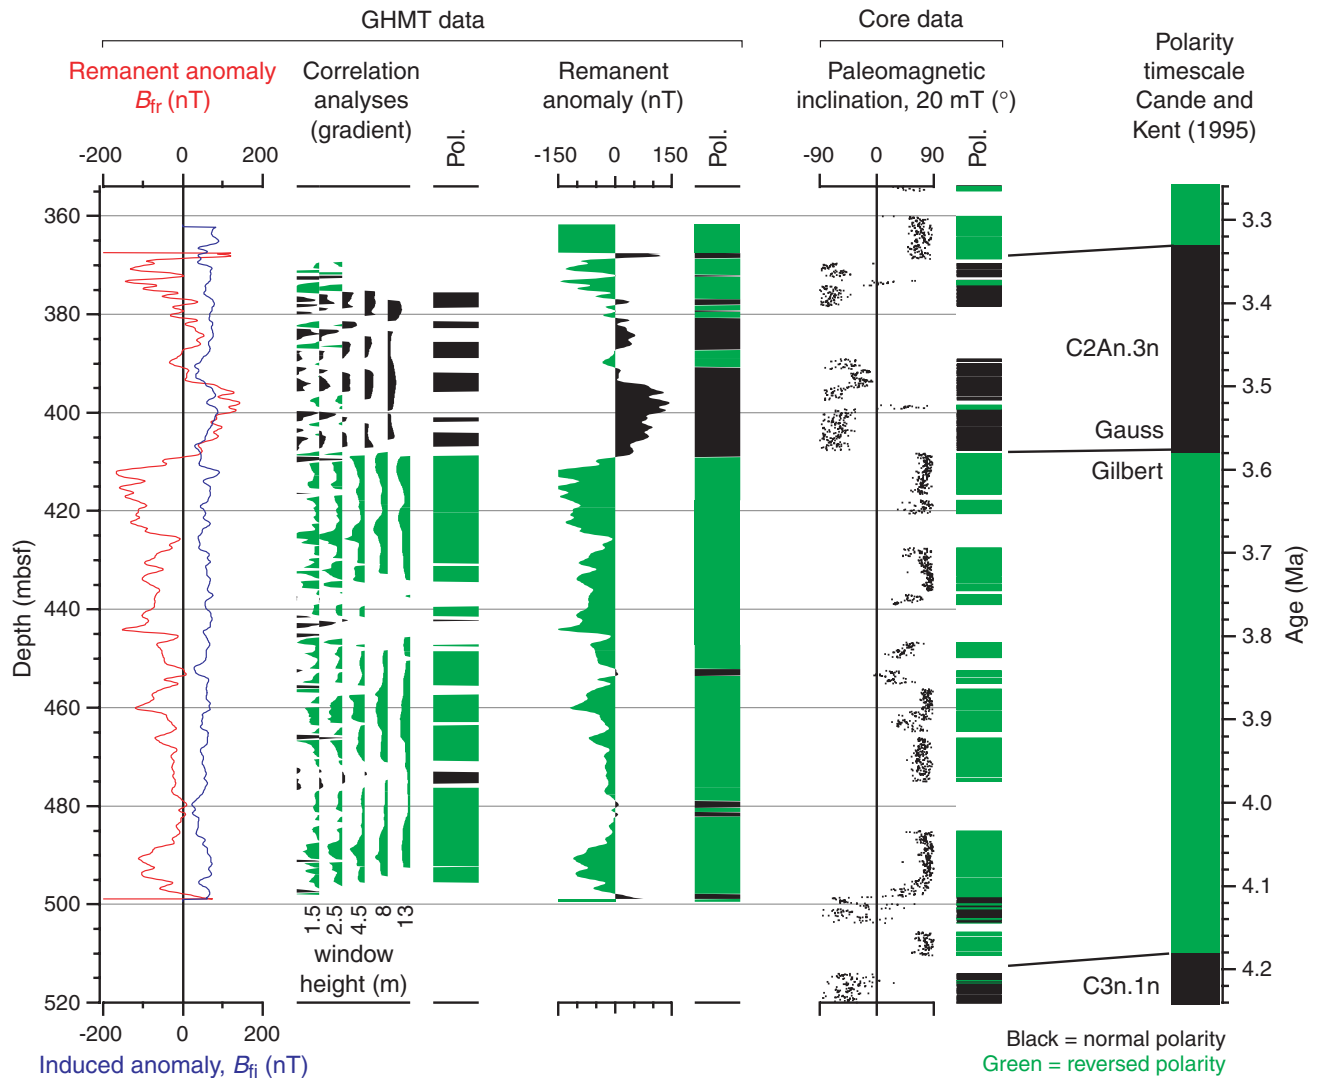 GHMT data
Core data
Remanent anomaly
Bfr (nT)
Correlation
analyses
(gradient)
Pol.
Remanent
anomaly (nT)
Pol.
Paleomagnetic
inclination, 20 mT (°)
Pol.
Polarity
timescale
Cande and
Kent (1995)
-200 0 200
-150 0 150
-90 0 90
Depth (mbsf)
360
380
400
420
440
460
480
500
520
C2An.3n
Gauss
Gilbert
C3n.1n
3.3
3.4
3.5
3.6
3.7
3.8
3.9
4.0
4.1
4.2
Age (Ma)
1.5
2.5
4.5
8
13
window
height (m)
-200 0 200
Induced anomaly, Bfi (nT)
Black = normal polarity
Green = reversed polarity